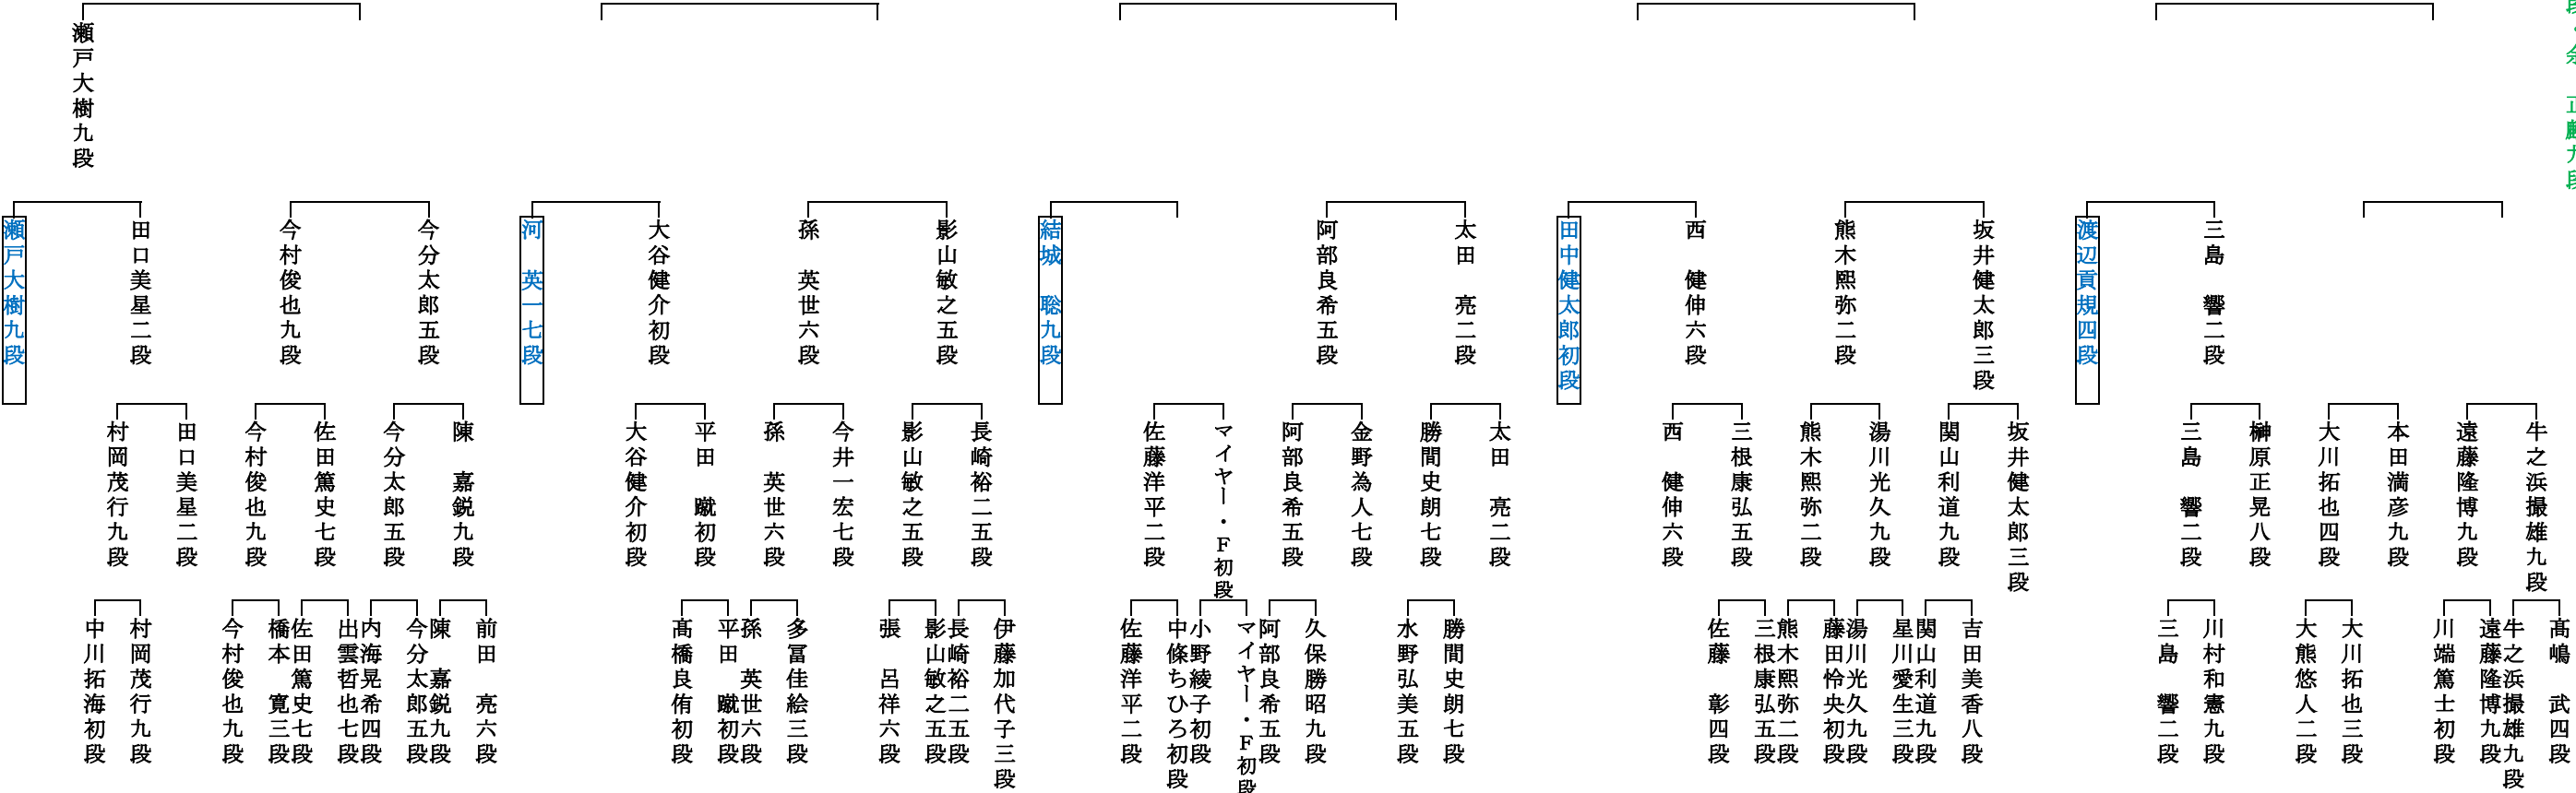 瀬戸大樹九段
正麟九段
瀬戸大樹九段
田口美星二段
今村俊也九段
今分太郎五段
河 英一七段
大谷健介初段
孫 英世六段
影山敏之五段
結城 聡九段
阿部良希五段
太田 亮二段
田中健太郎初段
西 健伸六段
熊木熙弥二段
坂井健太郎三段
渡辺貢規四段
三島 響二段
村岡茂行九段
田口美星二段
今村俊也九段
佐田篤史七段
今分太郎五段
陳 嘉鋭九段
大谷健介初段
平田 蹴初段
孫 英世六段
今井一宏七段
影山敏之五段
長崎裕二五段
佐藤洋平二段
マイヤー・F初段
阿部良希五段
金野為人七段
勝間史朗七段
太田 亮二段
西 健伸六段
三根康弘五段
熊木熙弥二段
湯川光久九段
関山利道九段
坂井健太郎三段
三島 響二段
榊原正晃八段
大川拓也四段
本田満彦九段
遠藤隆博九段
牛之浜撮雄九段
中川拓海初段
村岡茂行九段
今村俊也九段
橋本 寛三段
佐田篤史七段
出雲哲也七段
内海晃希四段
今分太郎五段
陳 嘉鋭九段
前田 亮六段
髙橋良侑初段
平田 蹴初段
孫 英世六段
多冨佳絵三段
張 呂祥六段
影山敏之五段
長崎裕二五段
伊藤加代子三段
佐藤洋平二段
中條ちひろ初段
小野綾子初段
マイヤー・F初段
阿部良希五段
久保勝昭九段
水野弘美五段
勝間史朗七段
佐藤 彰四段
三根康弘五段
熊木熙弥二段
藤田怜央初段
湯川光久九段
星川愛生三段
関山利道九段
吉田美香八段
三島 響二段
川村和憲九段
大熊悠人二段
大川拓也三段
川端篤士初段
遠藤隆博九段
牛之浜撮雄九段
髙嶋 武四段